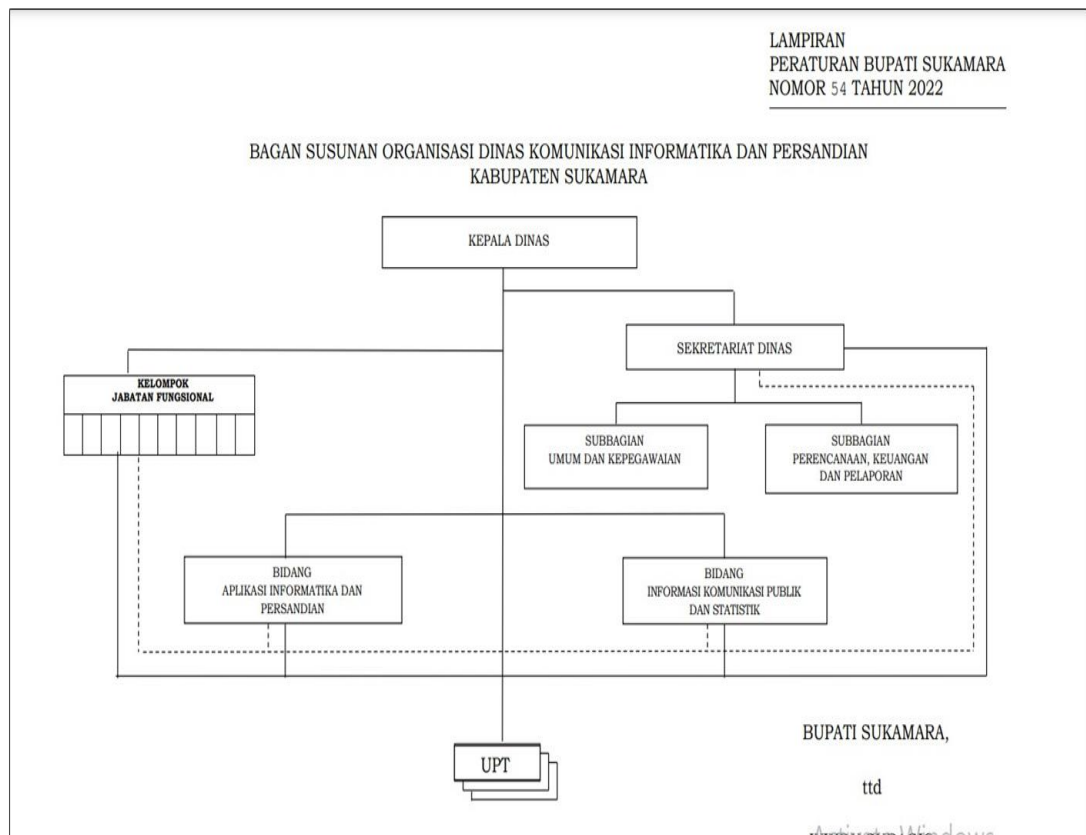 LAMPIRAN
PERATURAN BUPATI SUKAMARA
NOMOR 54 TAHUN 2022
BAGAN SUSUNAN ORGANISASI DINAS KOMUNIKASI INFORMATIKA DAN PERSANDIAN
KABUPATEN SUKAMARA
KEPALA DINAS
SEKRETARIAT DINAS
KELOMPOK
JABATAN FUNGSIONAL
SUBBAGIAN
UMUM DAN KEPEGAWAIAN
SUBBAGIAN
PERENCANAAN, KEUANGAN
DAN PELAPORAN
BIDANG
APLIKASI INFORMATIKA DAN
PERSANDIAN
BIDANG
INFORMASI KOMUNIKASI PUBLIK
DAN STATISTIK
UPT
BUPATI SUKAMARA,
ttd